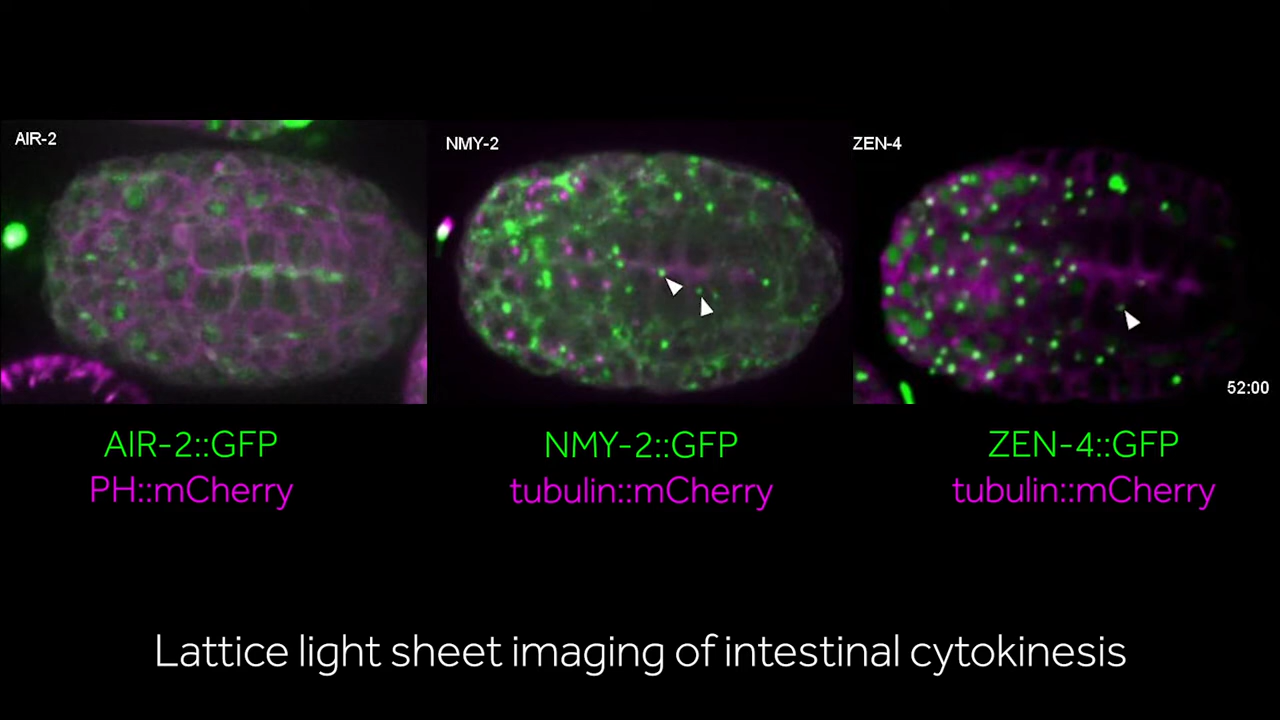 AIR-2
NMY-2
ZEN-4
52:00
AIR-2::GFP
PH::mCherry
NMY-2::GFP
tubulin::mCherry
ZEN-4::GFP
tubulin::mCherry
Lattice light sheet imaging of intestinal cytokinesis